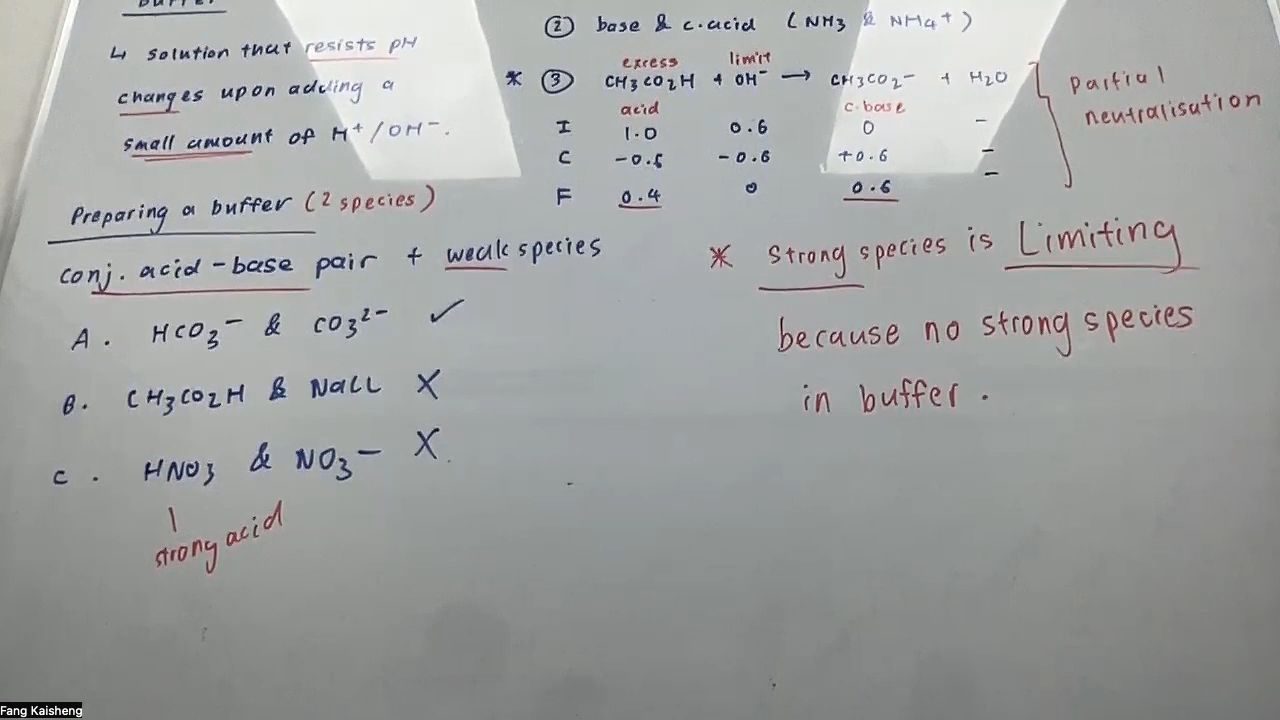 Buffer
↳ solution that resists pH
changes upon adding a
small amount of H+/OH-.
Preparing a buffer (2 species)
conj. acid-base pair + weak species
A. HCO3- & CO3 2- ✓
B. CH3CO2H & NaCl X
C. HNO3 & NO3- X
strong acid
② base & c.acid (NH3 & NH4+)
excess limit
* ③ CH3CO2H + OH- → CH3CO2- + H2O
acid c.base
I 1.0 0.6 0 -
C -0.6 -0.6 +0.6 -
F 0.4 0 0.6 -
partial
neutralisation
* strong species is Limiting
because no strong species
in buffer.
Fang Kaisheng